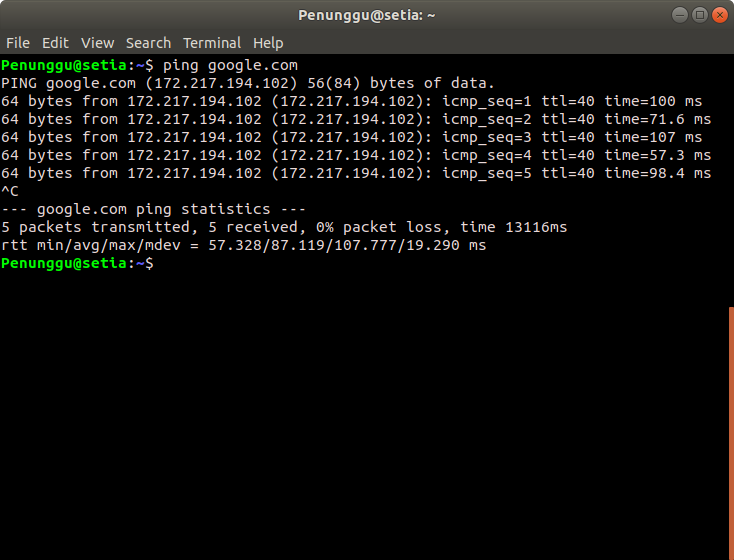 Penunggu@setia: ~
File Edit View Search Terminal Help
Penunggu@setia:~$ ping google.com
PING google.com (172.217.194.102) 56(84) bytes of data.
64 bytes from 172.217.194.102 (172.217.194.102): icmp_seq=1 ttl=40 time=100 ms
64 bytes from 172.217.194.102 (172.217.194.102): icmp_seq=2 ttl=40 time=71.6 ms
64 bytes from 172.217.194.102 (172.217.194.102): icmp_seq=3 ttl=40 time=107 ms
64 bytes from 172.217.194.102 (172.217.194.102): icmp_seq=4 ttl=40 time=57.3 ms
64 bytes from 172.217.194.102 (172.217.194.102): icmp_seq=5 ttl=40 time=98.4 ms
^C
--- google.com ping statistics ---
5 packets transmitted, 5 received, 0% packet loss, time 13116ms
rtt min/avg/max/mdev = 57.328/87.119/107.777/19.290 ms
Penunggu@setia:~$